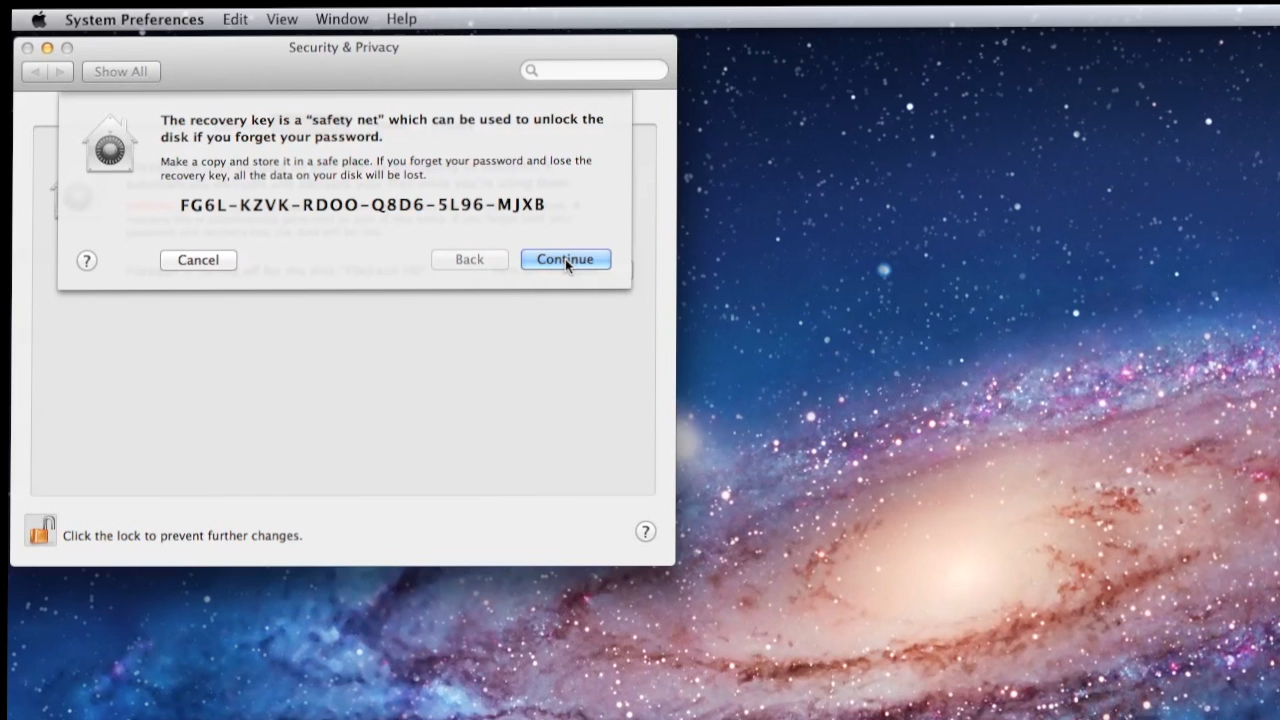 System Preferences Edit View Window Help
Security & Privacy
Show All
The recovery key is a “safety net” which can be used to unlock the
disk if you forget your password.
Make a copy and store it in a safe place. If you forget your password and lose the
recovery key, all the data on your disk will be lost.
FG6L-KZVK-RDOO-Q8D6-5L96-MJXB
? Cancel Back Continue
Click the lock to prevent further changes. ?